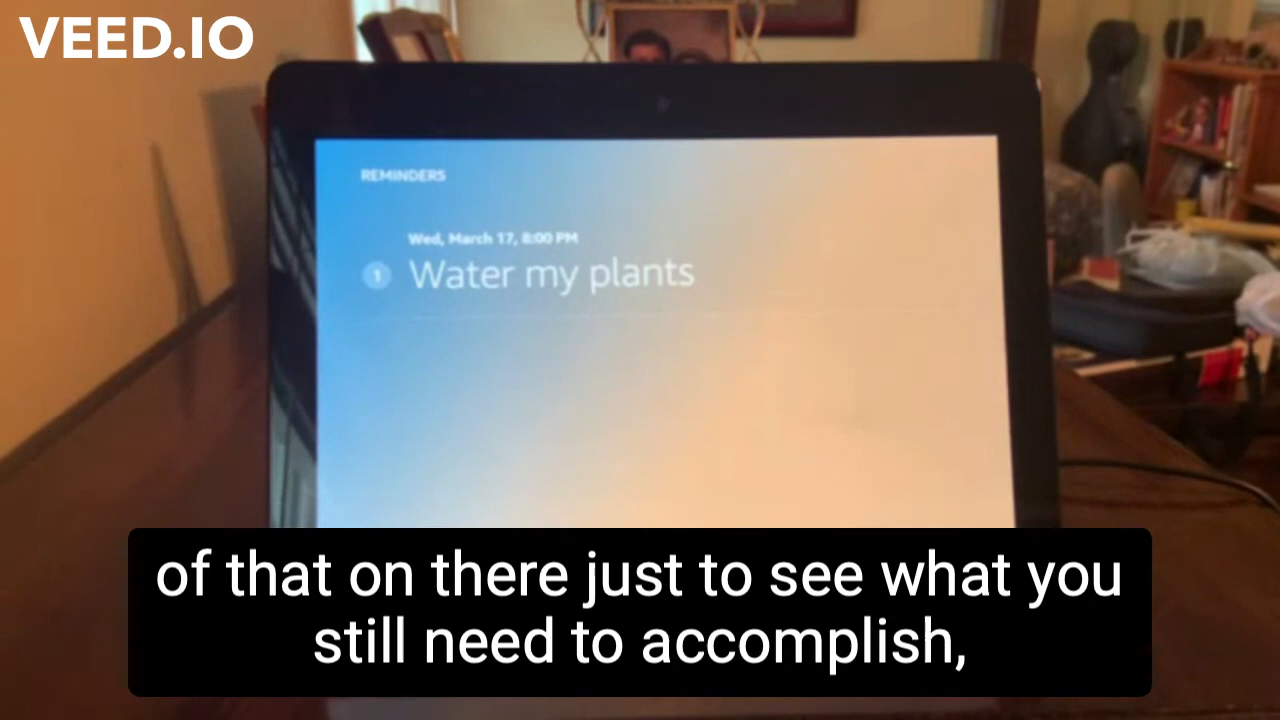 VEED.IO
REMINDERS
Wed, March 17, 8:00 PM
1 Water my plants
of that on there just to see what you
still need to accomplish,